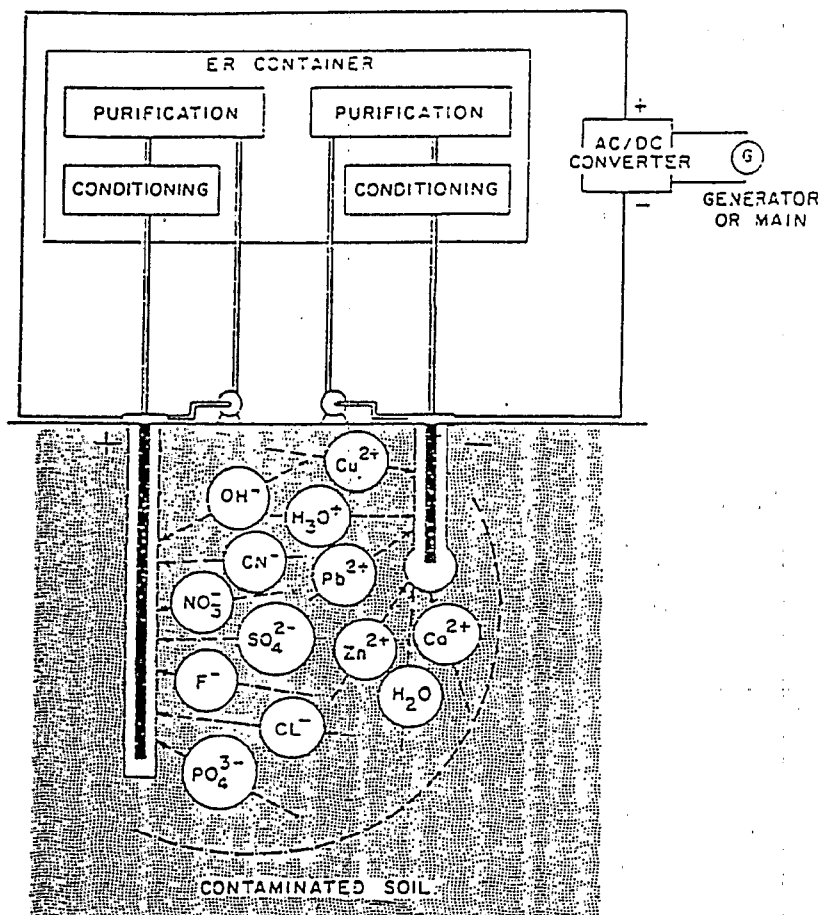 ER CONTAINER
PURIFICATION
PURIFICATION
CONDITIONING
CONDITIONING
+
AC/DC
CONVERTER
G
−
GENERATOR
OR MAIN
+
−
Cu²⁺
OH⁻
H₃O⁺
CN⁻
Pb²⁺
NO₃⁻
SO₄²⁻
Zn²⁺
Ca²⁺
F⁻
H₂O
CL⁻
PO₄³⁻
CONTAMINATED SOIL